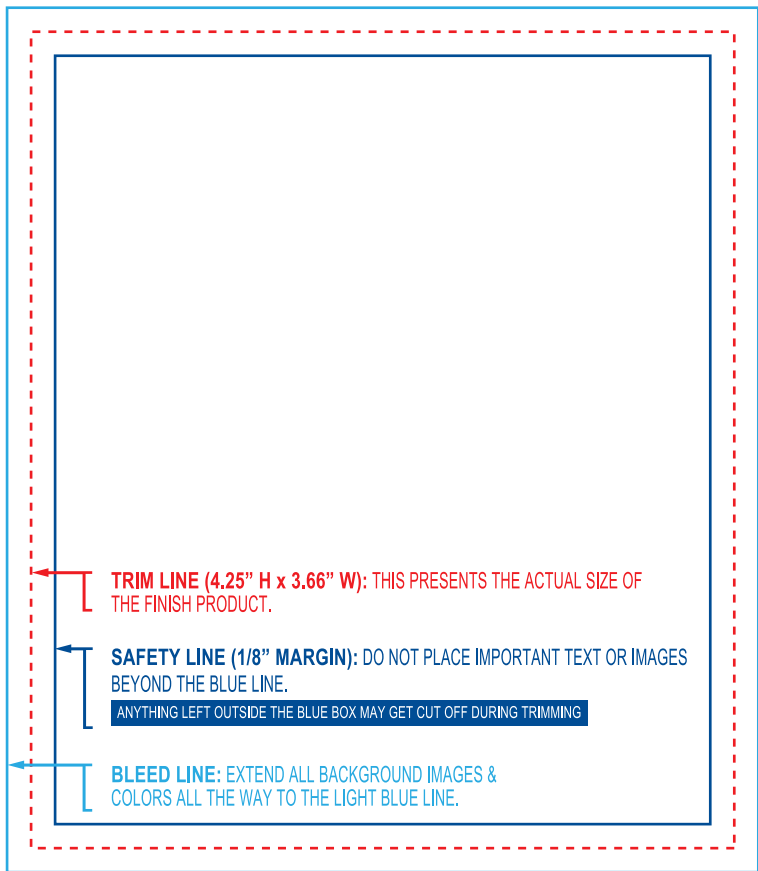 TRIM LINE (4.25” H x 3.66” W): THIS PRESENTS THE ACTUAL SIZE OF
THE FINISH PRODUCT.
SAFETY LINE (1/8” MARGIN): DO NOT PLACE IMPORTANT TEXT OR IMAGES
BEYOND THE BLUE LINE.
ANYTHING LEFT OUTSIDE THE BLUE BOX MAY GET CUT OFF DURING TRIMMING
BLEED LINE: EXTEND ALL BACKGROUND IMAGES &
COLORS ALL THE WAY TO THE LIGHT BLUE LINE.